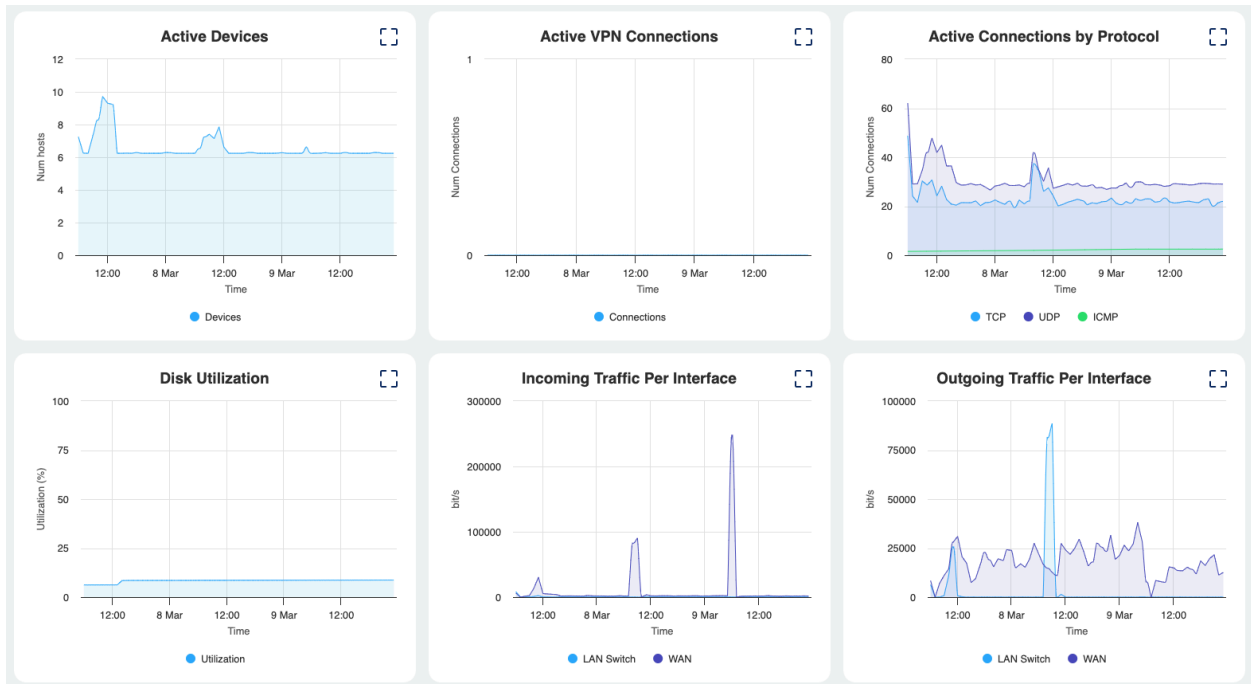 Active Devices
12
10
8
6
4
2
0
Num hosts
12:00 8 Mar 12:00 9 Mar 12:00
Time
Devices
Active VPN Connections
1
0
Num Connections
12:00 8 Mar 12:00 9 Mar 12:00
Time
Connections
Active Connections by Protocol
80
60
40
20
0
Num Connections
12:00 8 Mar 12:00 9 Mar 12:00
Time
TCP UDP ICMP
Disk Utilization
100
75
50
25
0
Utilization (%)
12:00 8 Mar 12:00 9 Mar 12:00
Time
Utilization
Incoming Traffic Per Interface
300000
200000
100000
0
bit/s
12:00 8 Mar 12:00 9 Mar 12:00
Time
LAN Switch WAN
Outgoing Traffic Per Interface
100000
75000
50000
25000
0
bit/s
12:00 8 Mar 12:00 9 Mar 12:00
Time
LAN Switch WAN